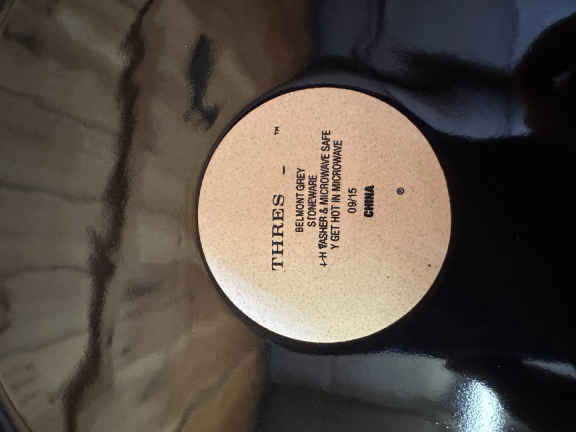 THRES – ™
BELMONT GREY
STONEWARE
WASHER & MICROWAVE SAFE
Y GET HOT IN MICROWAVE
09/15
CHINA
®